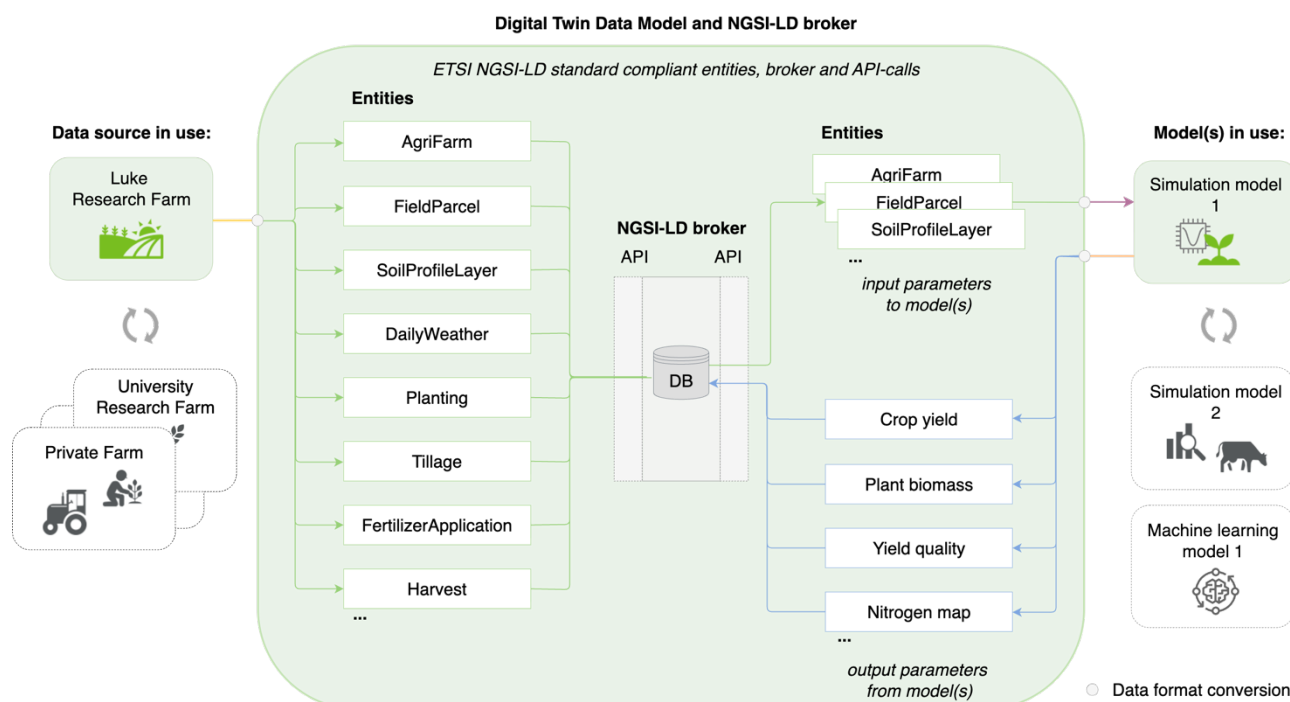 Digital Twin Data Model and NGSI-LD broker
ETSI NGSI-LD standard compliant entities, broker and API-calls
Data source in use:
Luke
Research Farm
University
Research Farm
Private Farm
Entities
AgriFarm
FieldParcel
SoilProfileLayer
DailyWeather
Planting
Tillage
FertilizerApplication
Harvest
...
NGSI-LD broker
API
API
DB
Entities
AgriFarm
FieldParcel
SoilProfileLayer
...
input parameters
to model(s)
Crop yield
Plant biomass
Yield quality
Nitrogen map
...
output parameters
from model(s)
Model(s) in use:
Simulation model
1
Simulation model
2
Machine learning
model 1
Data format conversion